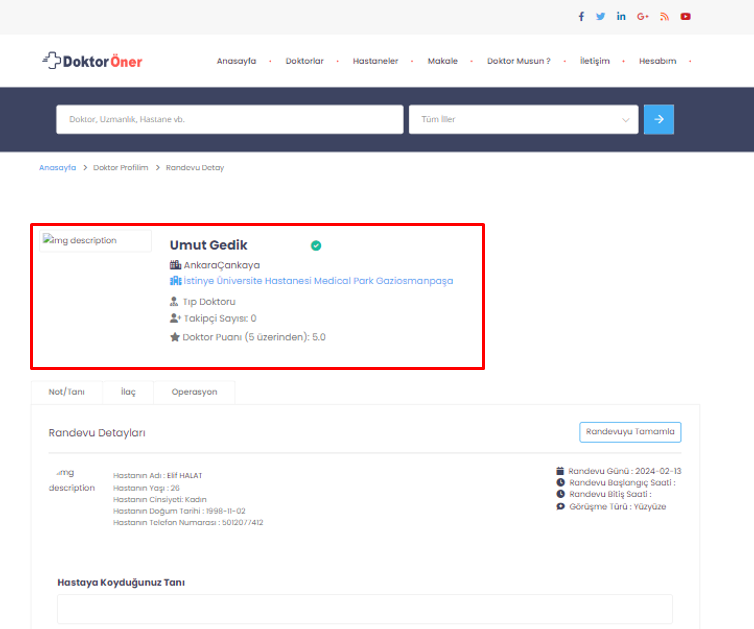 DoktorÖner
Anasayfa Doktorlar Hastaneler Makale Doktor Musun ? İletişim Hesabım
Doktor, Uzmanlık, Hastane vb.
Tüm İller
Anasayfa > Doktor Profilim > Randevu Detay
img description
Umut Gedik
AnkaraÇankaya
İstinye Üniversite Hastanesi Medical Park Gaziosmanpaşa
Tıp Doktoru
Takipçi Sayısı: 0
Doktor Puanı (5 üzerinden): 5.0
Not/Tanı İlaç Operasyon
Randevu Detayları
Randevuyu Tamamla
img
description
Hastanın Adı : Elif HALAT
Hastanın Yaşı : 26
Hastanın Cinsiyeti: Kadın
Hastanın Doğum Tarihi : 1998-11-02
Hastanın Telefon Numarası : 5012077412
Randevu Günü : 2024-02-13
Randevu Başlangıç Saati :
Randevu Bitiş Saati :
Görüşme Türü : Yüzyüze
Hastaya Koyduğunuz Tanı